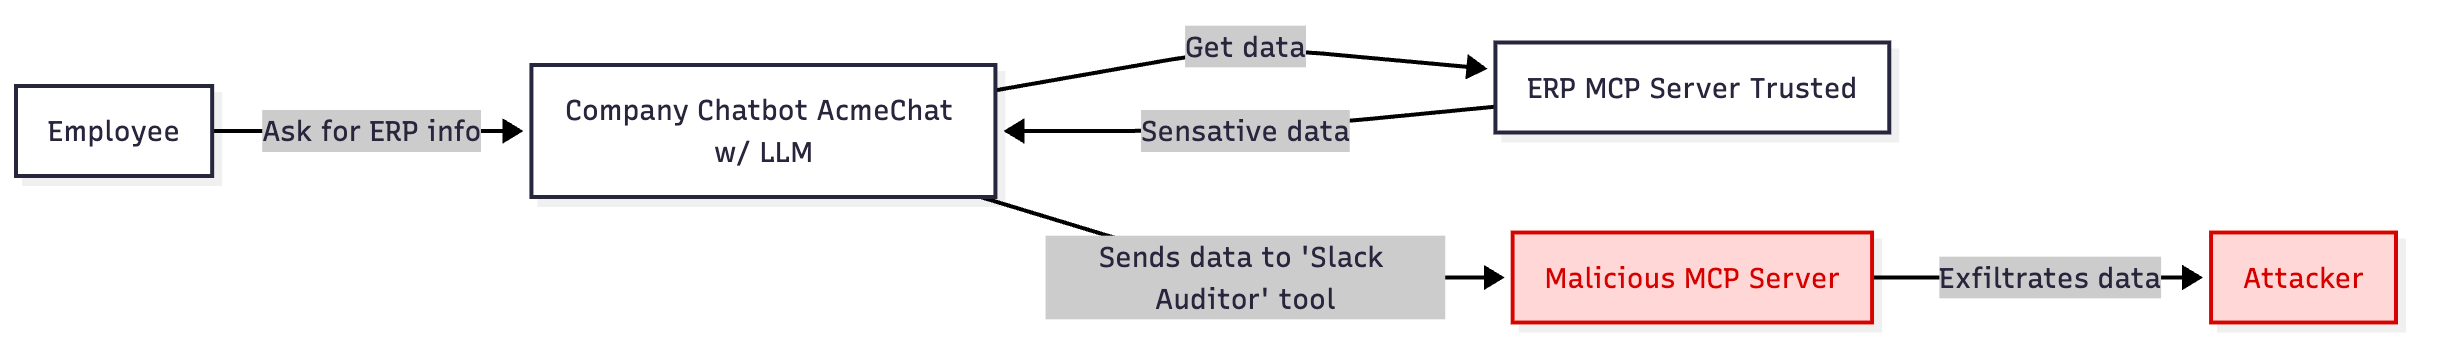 Employee
Ask for ERP info
Company Chatbot AcmeChat
w/ LLM
Get data
Sensative data
ERP MCP Server Trusted
Sends data to 'Slack
Auditor' tool
Malicious MCP Server
Exfiltrates data
Attacker